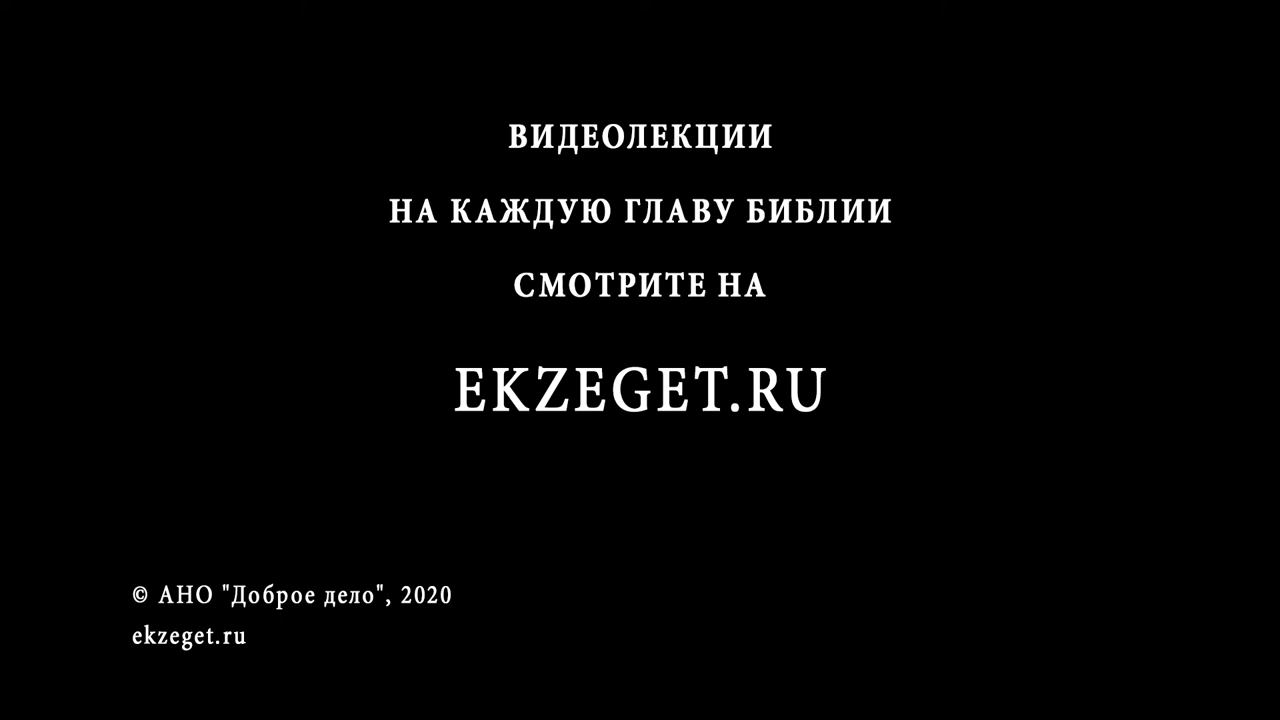 ВИДЕОЛЕКЦИИ
НА КАЖДУЮ ГЛАВУ БИБЛИИ
СМОТРИТЕ НА
EKZEGET.RU
© АНО "Доброе дело", 2020
ekzeget.ru